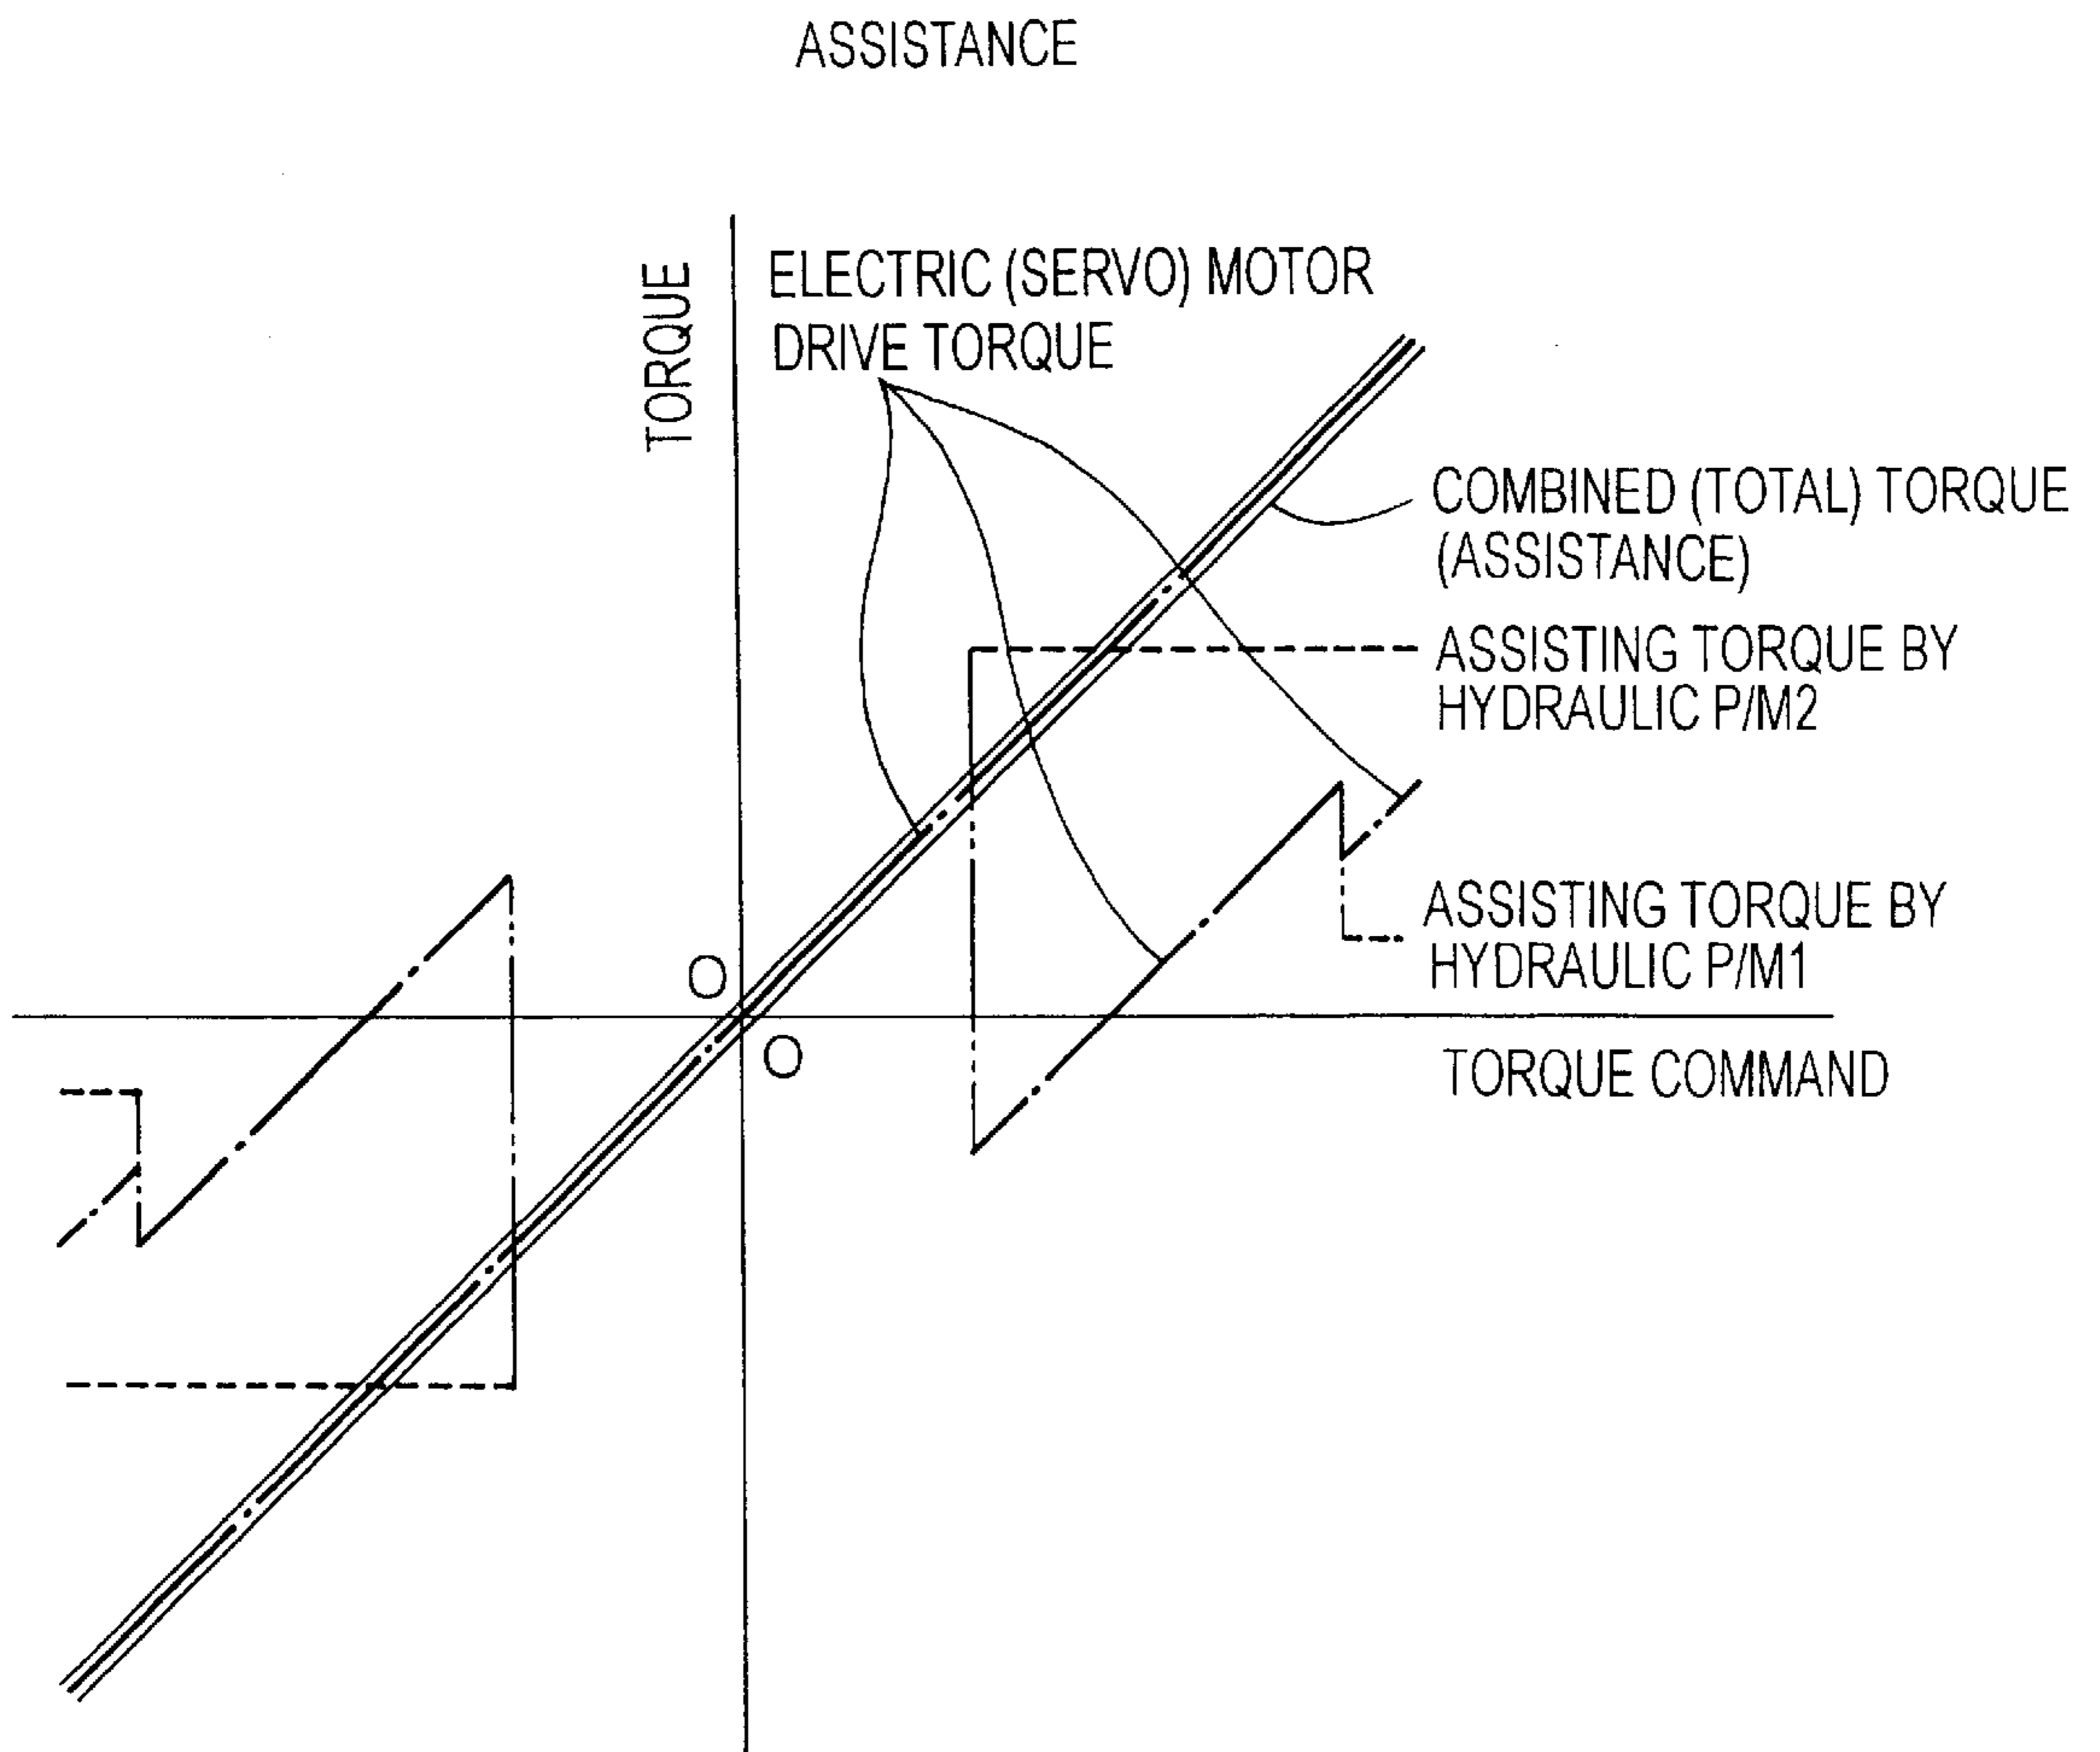 ASSISTANCE
TORQUE
ELECTRIC (SERVO) MOTOR
DRIVE TORQUE
COMBINED (TOTAL) TORQUE
(ASSISTANCE)
ASSISTING TORQUE BY
HYDRAULIC P/M2
ASSISTING TORQUE BY
HYDRAULIC P/M1
O
O
TORQUE COMMAND